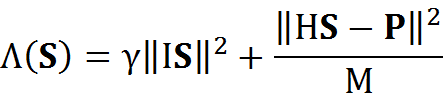 Λ(𝐒) = γ‖I𝐒‖² + ‖H𝐒 − 𝐏‖² / M